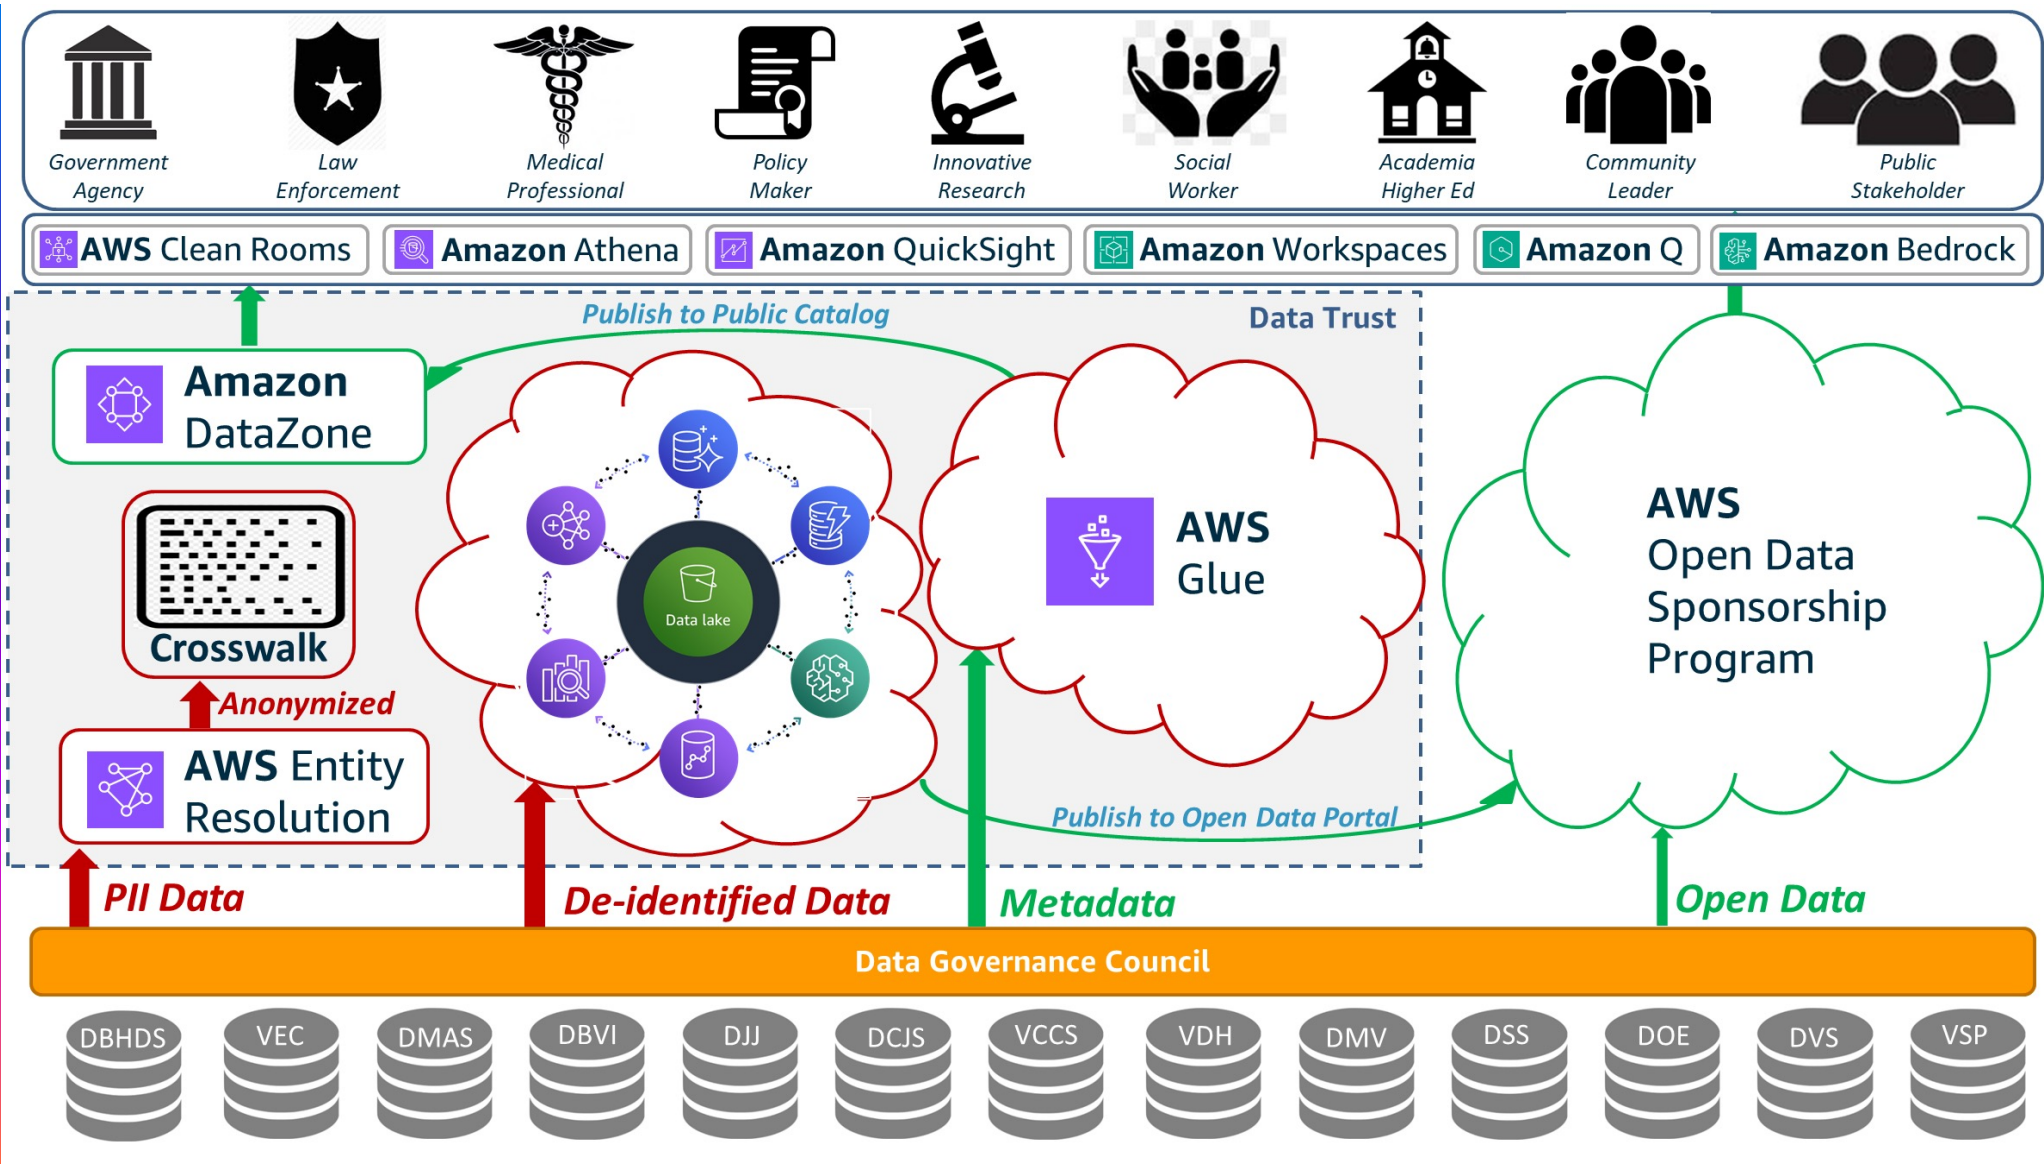 Government
Agency
Law
Enforcement
Medical
Professional
Policy
Maker
Innovative
Research
Social
Worker
Academia
Higher Ed
Community
Leader
Public
Stakeholder
AWS Clean Rooms
Amazon Athena
Amazon QuickSight
Amazon Workspaces
Amazon Q
Amazon Bedrock
Publish to Public Catalog
Data Trust
Amazon
DataZone
Data lake
AWS
Glue
AWS
Open Data
Sponsorship
Program
Crosswalk
Anonymized
AWS Entity
Resolution
Publish to Open Data Portal
PII Data
De-identified Data
Metadata
Open Data
Data Governance Council
DBHDS
VEC
DMAS
DBVI
DJJ
DCJS
VCCS
VDH
DMV
DSS
DOE
DVS
VSP